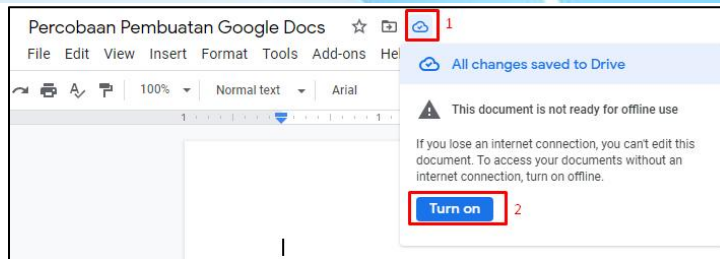 Percobaan Pembuatan Google Docs 1
File Edit View Insert Format Tools Add-ons Hel
All changes saved to Drive
100% Normal text Arial
This document is not ready for offline use
1 1
If you lose an internet connection, you can't edit this
document. To access your documents without an
internet connection, turn on offline.
Turn on 2